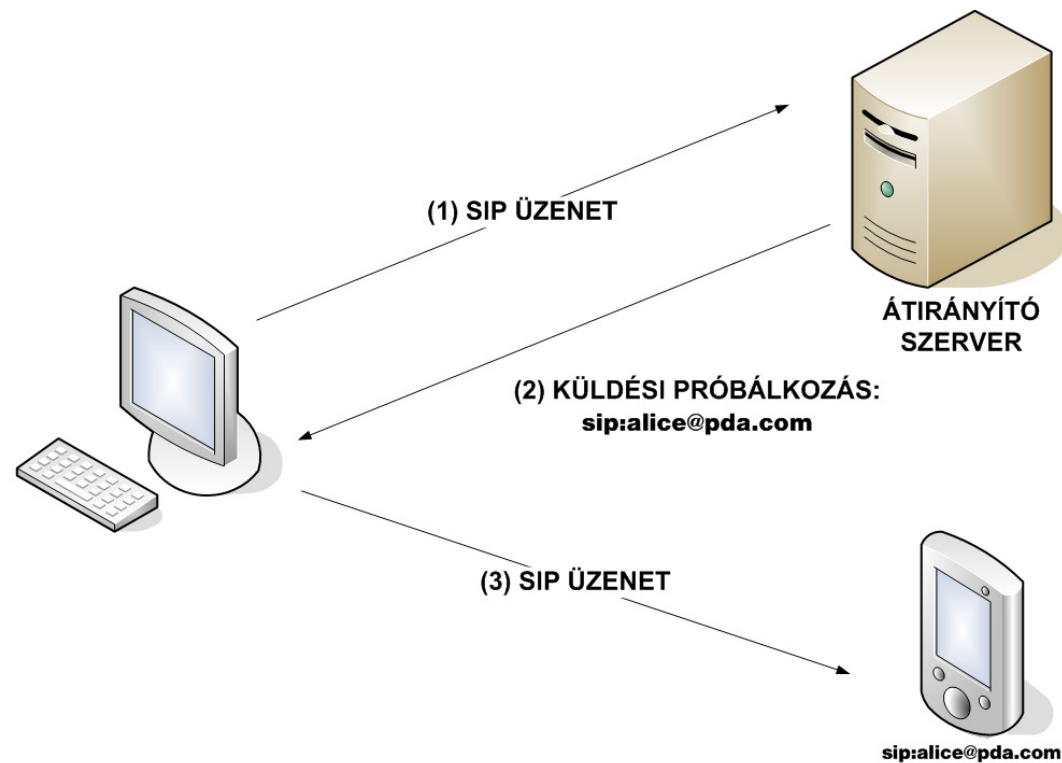 (1) SIP ÜZENET
ÁTIRÁNYÍTÓ
SZERVER
(2) KÜLDÉSI PRÓBÁLKOZÁS:
sip:alice@pda.com
(3) SIP ÜZENET
sip:alice@pda.com